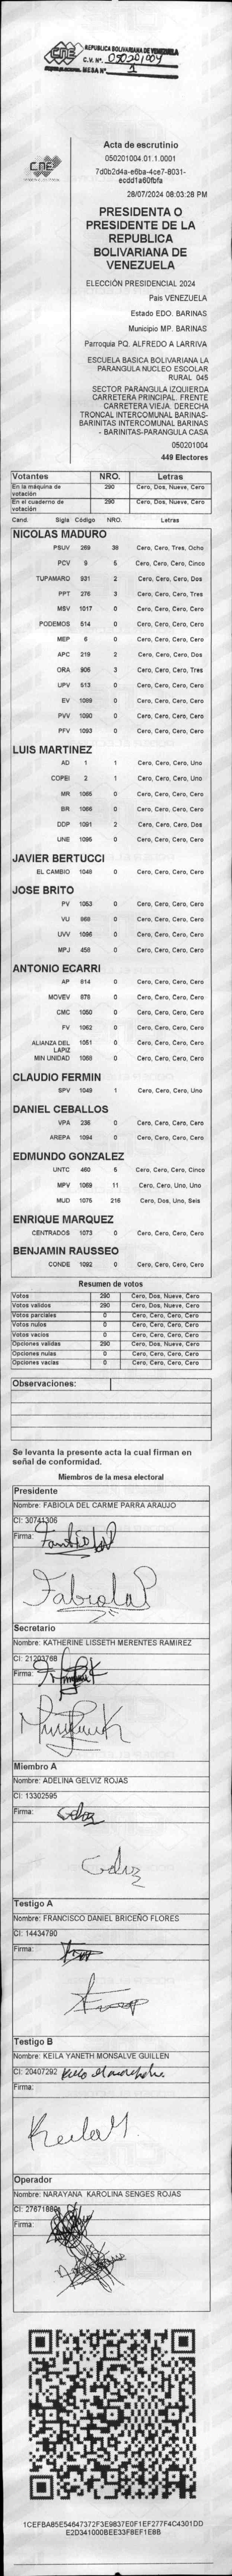 CNE REPUBLICA BOLIVARIANA DE VENEZUELA
C.V. Nº. 050201004
MESA Nº. 1
Acta de escrutinio
CNE
050201004.01.1.0001
7d0b2d4a-e6ba-4ce7-8031-
ecdd1a60fbfa
28/07/2024 08:03:28 PM
PRESIDENTA O
PRESIDENTE DE LA
REPUBLICA
BOLIVARIANA DE
VENEZUELA
ELECCIÓN PRESIDENCIAL 2024
Pais VENEZUELA
Estado EDO. BARINAS
Municipio MP. BARINAS
Parroquia PQ. ALFREDO A LARRIVA
ESCUELA BASICA BOLIVARIANA LA
PARANGULA NUCLEO ESCOLAR
RURAL 045
SECTOR PARANGULA IZQUIERDA
CARRETERA PRINCIPAL. FRENTE
CARRETERA VIEJA. DERECHA
TRONCAL INTERCOMUNAL BARINAS-
BARINITAS INTERCOMUNAL BARINAS
- BARINITAS-PARANGULA CASA
050201004
449 Electores
Votantes NRO. Letras
En la máquina de votación 290 Cero, Dos, Nueve, Cero
En el cuaderno de votación 290 Cero, Dos, Nueve, Cero
Cand. Sigla Código NRO. Letras
NICOLAS MADURO
PSUV 269 38 Cero, Cero, Tres, Ocho
PCV 9 5 Cero, Cero, Cero, Cinco
TUPAMARO 931 2 Cero, Cero, Cero, Dos
PPT 276 3 Cero, Cero, Cero, Tres
MSV 1017 0 Cero, Cero, Cero, Cero
PODEMOS 514 0 Cero, Cero, Cero, Cero
MEP 6 0 Cero, Cero, Cero, Cero
APC 219 2 Cero, Cero, Cero, Dos
ORA 906 3 Cero, Cero, Cero, Tres
UPV 513 0 Cero, Cero, Cero, Cero
EV 1099 0 Cero, Cero, Cero, Cero
PVV 1090 0 Cero, Cero, Cero, Cero
PFV 1093 0 Cero, Cero, Cero, Cero
LUIS MARTINEZ
AD 1 1 Cero, Cero, Cero, Uno
COPEI 2 1 Cero, Cero, Cero, Uno
MR 1065 0 Cero, Cero, Cero, Cero
BR 1066 0 Cero, Cero, Cero, Cero
DDP 1091 2 Cero, Cero, Cero, Dos
UNE 1096 0 Cero, Cero, Cero, Cero
JAVIER BERTUCCI
EL CAMBIO 1048 0 Cero, Cero, Cero, Cero
JOSE BRITO
PV 1053 0 Cero, Cero, Cero, Cero
VU 868 0 Cero, Cero, Cero, Cero
UVV 1095 0 Cero, Cero, Cero, Cero
MPJ 456 0 Cero, Cero, Cero, Cero
ANTONIO ECARRI
AP 814 0 Cero, Cero, Cero, Cero
MOVEV 878 0 Cero, Cero, Cero, Cero
CMC 1050 0 Cero, Cero, Cero, Cero
FV 1062 0 Cero, Cero, Cero, Cero
ALIANZA DEL LAPIZ 1051 0 Cero, Cero, Cero, Cero
MIN UNIDAD 1068 0 Cero, Cero, Cero, Cero
CLAUDIO FERMIN
SPV 1049 1 Cero, Cero, Cero, Uno
DANIEL CEBALLOS
VPA 236 0 Cero, Cero, Cero, Cero
AREPA 1094 0 Cero, Cero, Cero, Cero
EDMUNDO GONZALEZ
UNTC 460 5 Cero, Cero, Cero, Cinco
MPV 1069 11 Cero, Cero, Uno, Uno
MUD 1075 216 Cero, Dos, Uno, Seis
ENRIQUE MARQUEZ
CENTRADOS 1073 0 Cero, Cero, Cero, Cero
BENJAMIN RAUSSEO
CONDE 1092 0 Cero, Cero, Cero, Cero
Resumen de votos
Votos 290 Cero, Dos, Nueve, Cero
Votos validos 290 Cero, Dos, Nueve, Cero
Votos parciales 0 Cero, Cero, Cero, Cero
Votos nulos 0 Cero, Cero, Cero, Cero
Votos vacios 0 Cero, Cero, Cero, Cero
Opciones validas 290 Cero, Dos, Nueve, Cero
Opciones nulas 0 Cero, Cero, Cero, Cero
Opciones vacias 0 Cero, Cero, Cero, Cero
Observaciones:
Se levanta la presente acta la cual firman en
señal de conformidad.
Miembros de la mesa electoral
Presidente
Nombre: FABIOLA DEL CARME PARRA ARAUJO
CI: 30741306
Firma:
Fabiola P
Secretario
Nombre: KATHERINE LISSETH MERENTES RAMIREZ
CI: 21203768
Firma:
Miembro A
Nombre: ADELINA GELVIZ ROJAS
CI: 13302595
Firma:
Testigo A
Nombre: FRANCISCO DANIEL BRICEÑO FLORES
CI: 14434790
Firma:
Testigo B
Nombre: KEILA YANETH MONSALVE GUILLEN
CI: 20407292
Firma:
Keila M.
Operador
Nombre: NARAYANA KAROLINA SENGES ROJAS
Firma:
1CEFBA85E54647372F3E9837E0F1EF277F4C4301DD
E2D341000BEE33F8EF1E8B